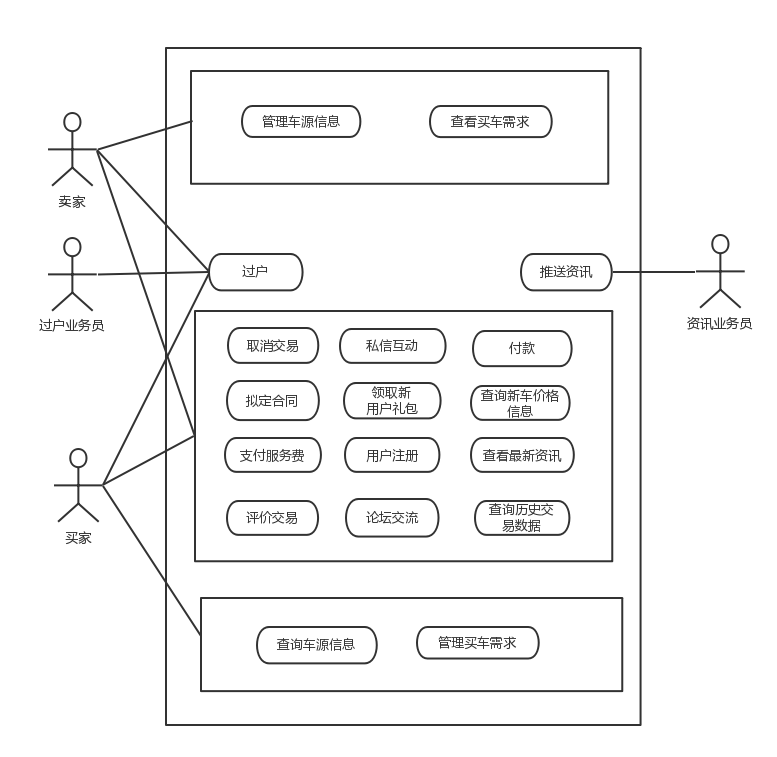 管理车源信息
查看买车需求
卖家
过户
推送资讯
过户业务员
资讯业务员
取消交易
私信互动
付款
拟定合同
领取新
用户礼包
查询新车价格
信息
支付服务费
用户注册
查看最新资讯
评价交易
论坛交流
查询历史交
易数据
买家
查询车源信息
管理买车需求